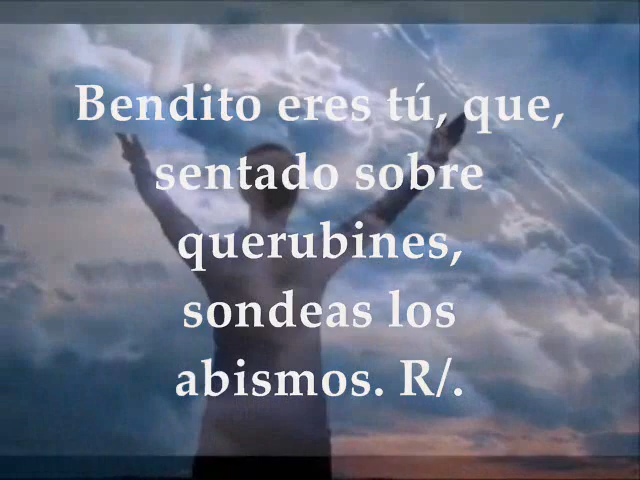 Bendito eres tú, que,
sentado sobre
querubines,
sondeas los
abismos. R/.